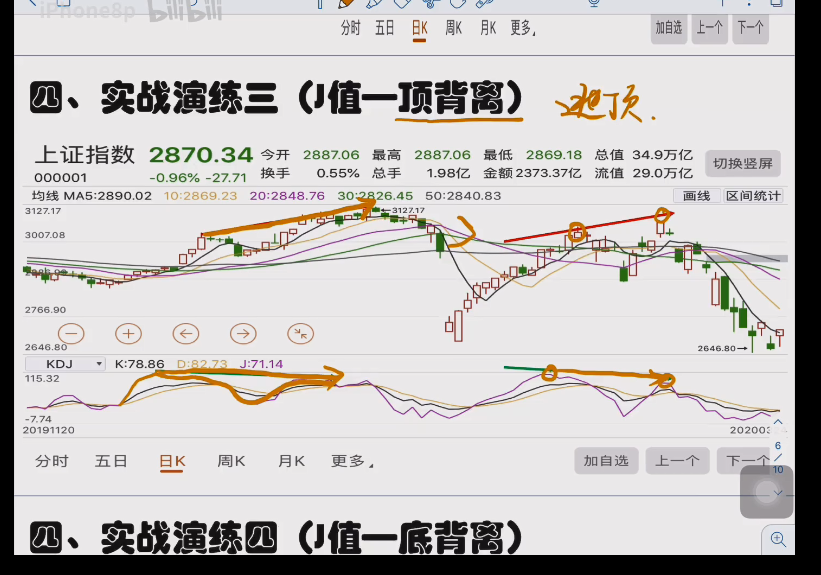 iPhone8p bilibili
分时 五日 日K 周K 月K 更多 加自选 上一个 下一个
四、实战演练三（J值—顶背离） 逃顶.
上证指数 2870.34 今开 2887.06 最高 2887.06 最低 2869.18 总值 34.9万亿 切换竖屏
000001 -0.96% -27.71 换手 0.55% 总手 1.98亿 金额2373.37亿 流值 29.0万亿
均线 MA5:2890.02 10:2869.23 20:2848.76 30:2826.45 50:2840.83 画线 区间统计
3127.17
3127.17
3007.08
2766.90
2646.80
2646.80
KDJ K:78.86 D:82.73 J:71.14
115.32
-7.74
20191120 202003
6
/
10
分时 五日 日K 周K 月K 更多 加自选 上一个 下一个
四、实战演练四（J值—底背离）